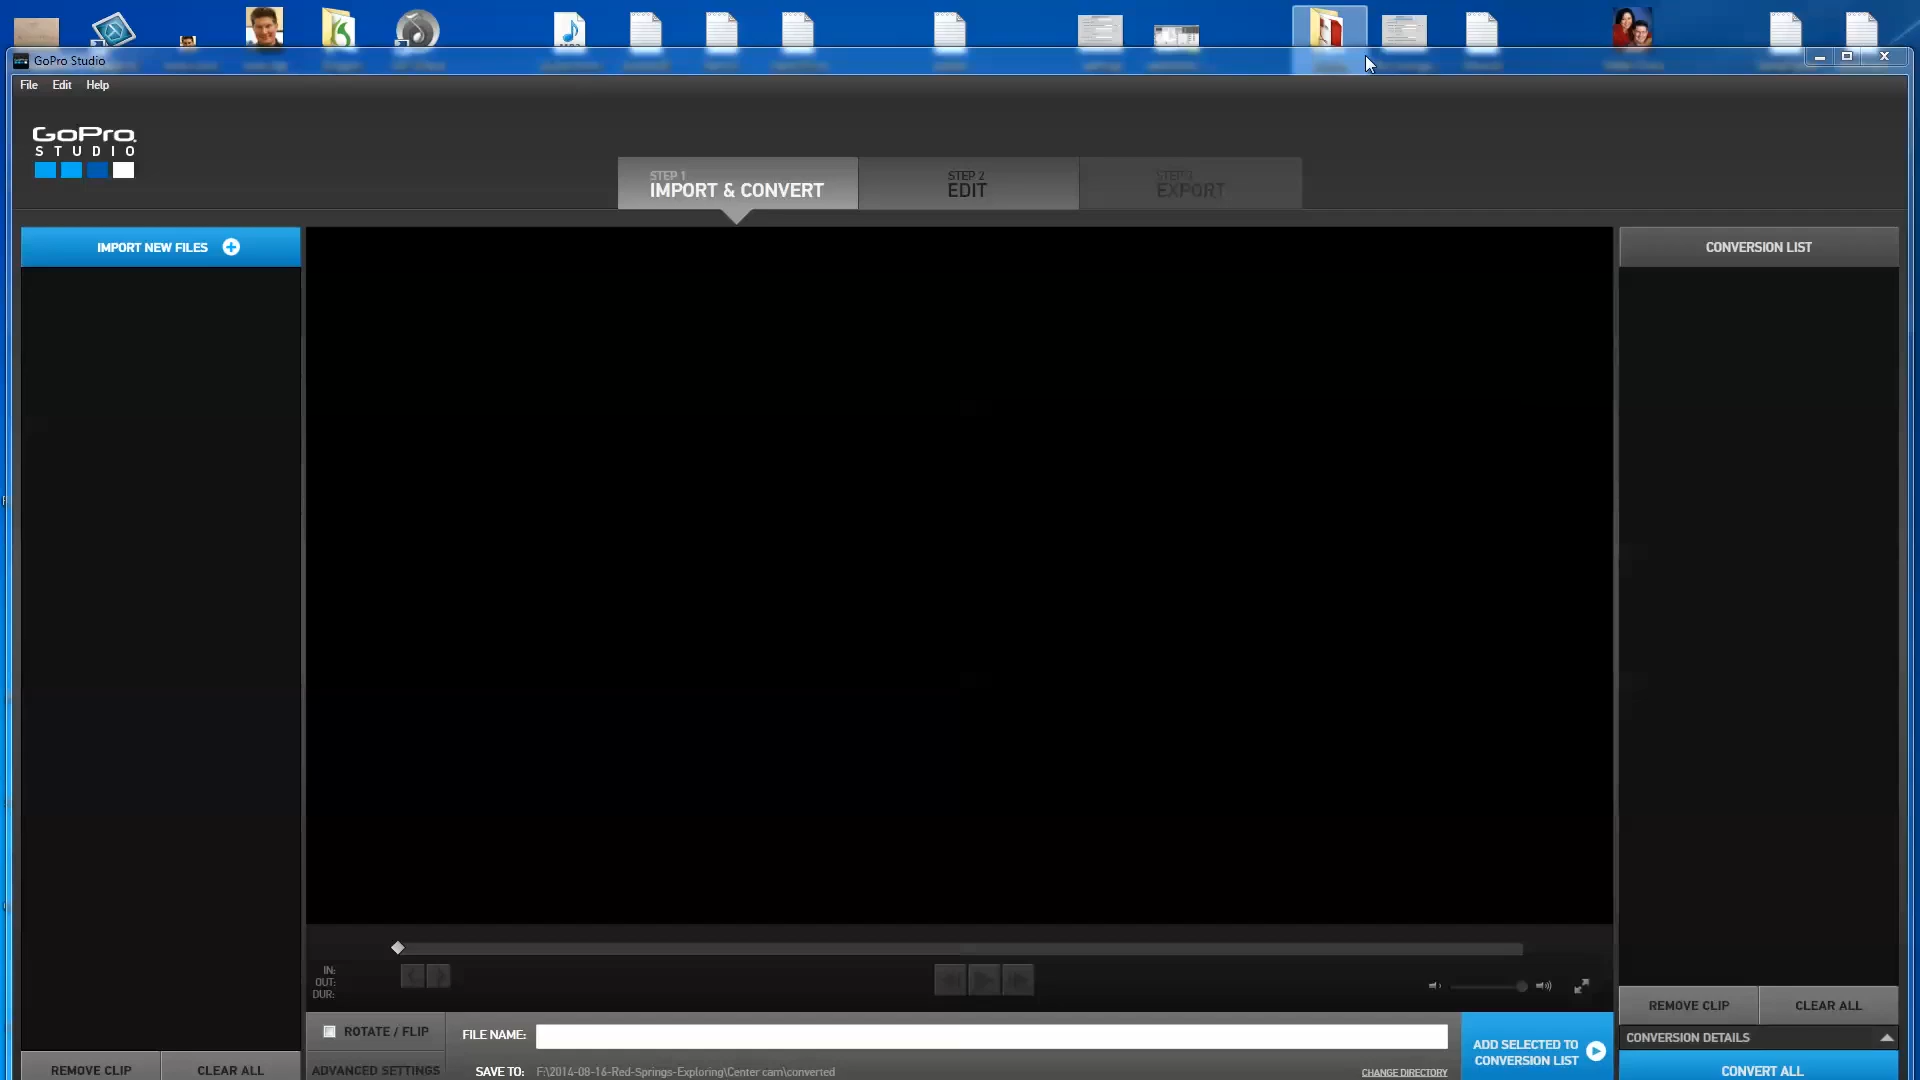 GoPro Studio
File Edit Help
GoPro
STUDIO
STEP 1
IMPORT & CONVERT
STEP 2
EDIT
STEP 3
EXPORT
IMPORT NEW FILES
CONVERSION LIST
IN:
OUT:
DUR:
REMOVE CLIP
CLEAR ALL
ROTATE / FLIP
FILE NAME:
ADD SELECTED TO
CONVERSION LIST
CONVERSION DETAILS
REMOVE CLIP
CLEAR ALL
ADVANCED SETTINGS
SAVE TO: F:\2014-08-16-Red-Springs-Exploring\Center cam\converted
CHANGE DIRECTORY
CONVERT ALL